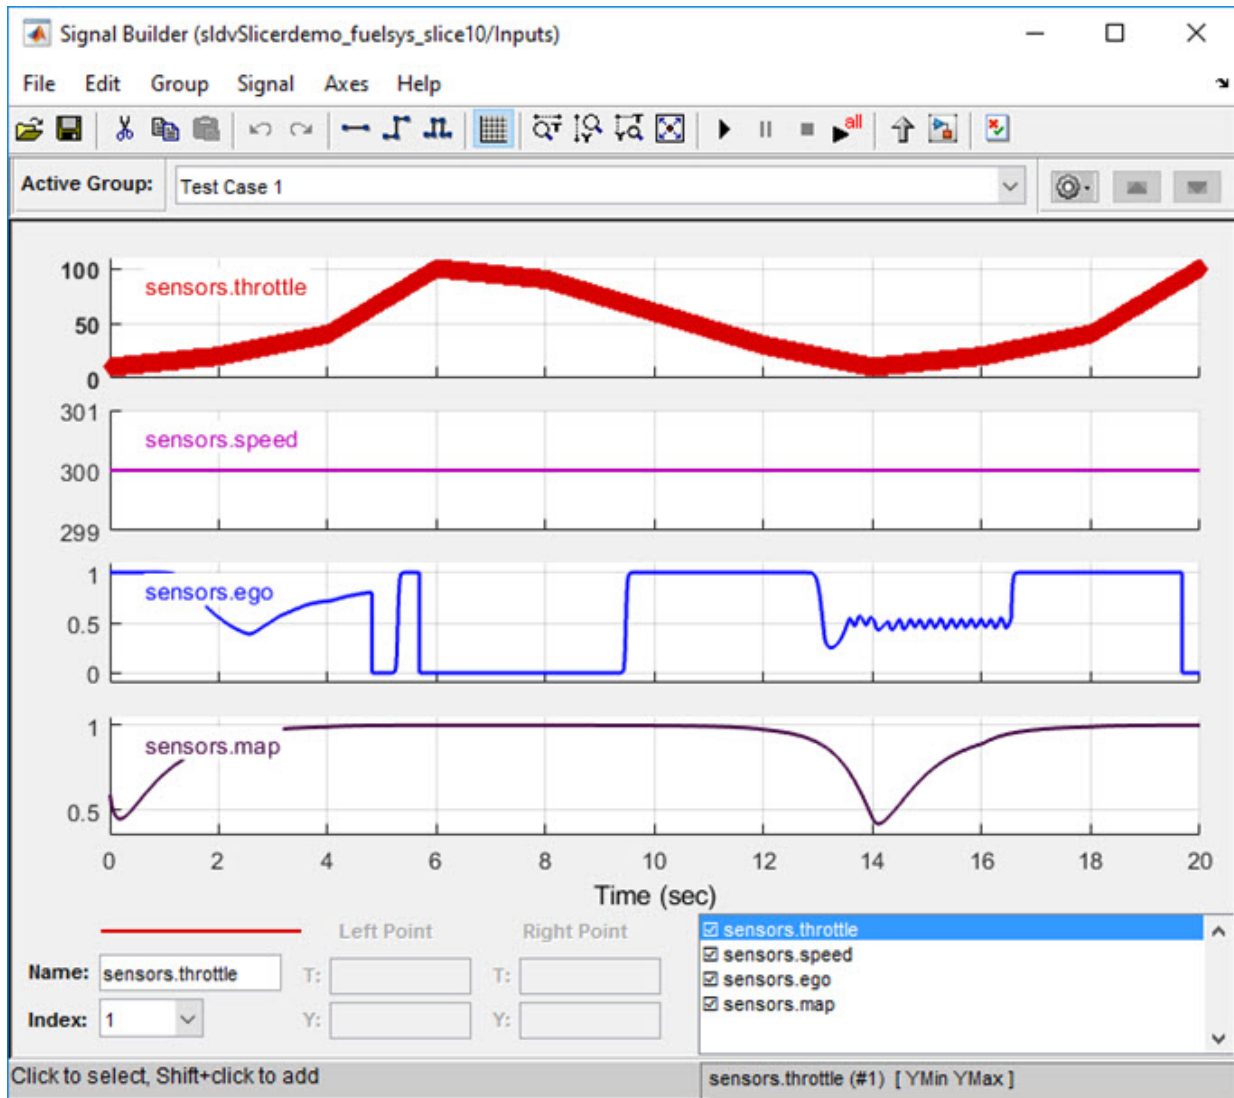 Signal Builder (sldvSlicerdemo_fuelsys_slice10/Inputs)
File Edit Group Signal Axes Help
all
Active Group: Test Case 1
100
50
0
sensors.throttle
301
300
299
sensors.speed
1
0.5
0
sensors.ego
1
0.5
sensors.map
0 2 4 6 8 10 12 14 16 18 20
Time (sec)
Left Point Right Point
Name: sensors.throttle T: T:
Index: 1 Y: Y:
sensors.throttle
sensors.speed
sensors.ego
sensors.map
Click to select, Shift+click to add
sensors.throttle (#1) [ YMin YMax ]